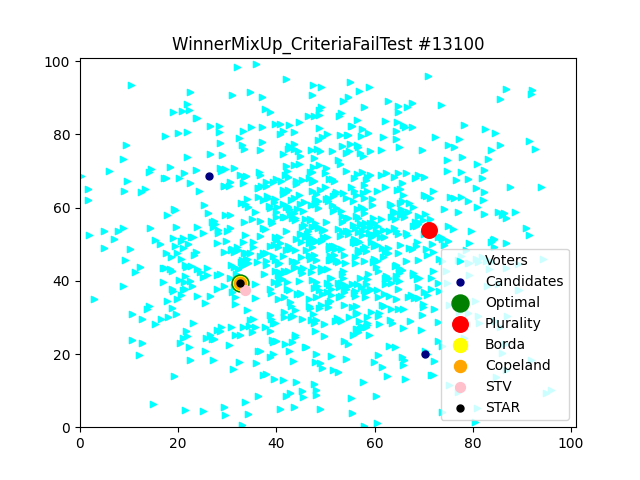 WinnerMixUp_CriteriaFailTest #13100
100
80
60
40
20
0
0
20
40
60
80
100
Voters
Candidates
Optimal
Plurality
Borda
Copeland
STV
STAR